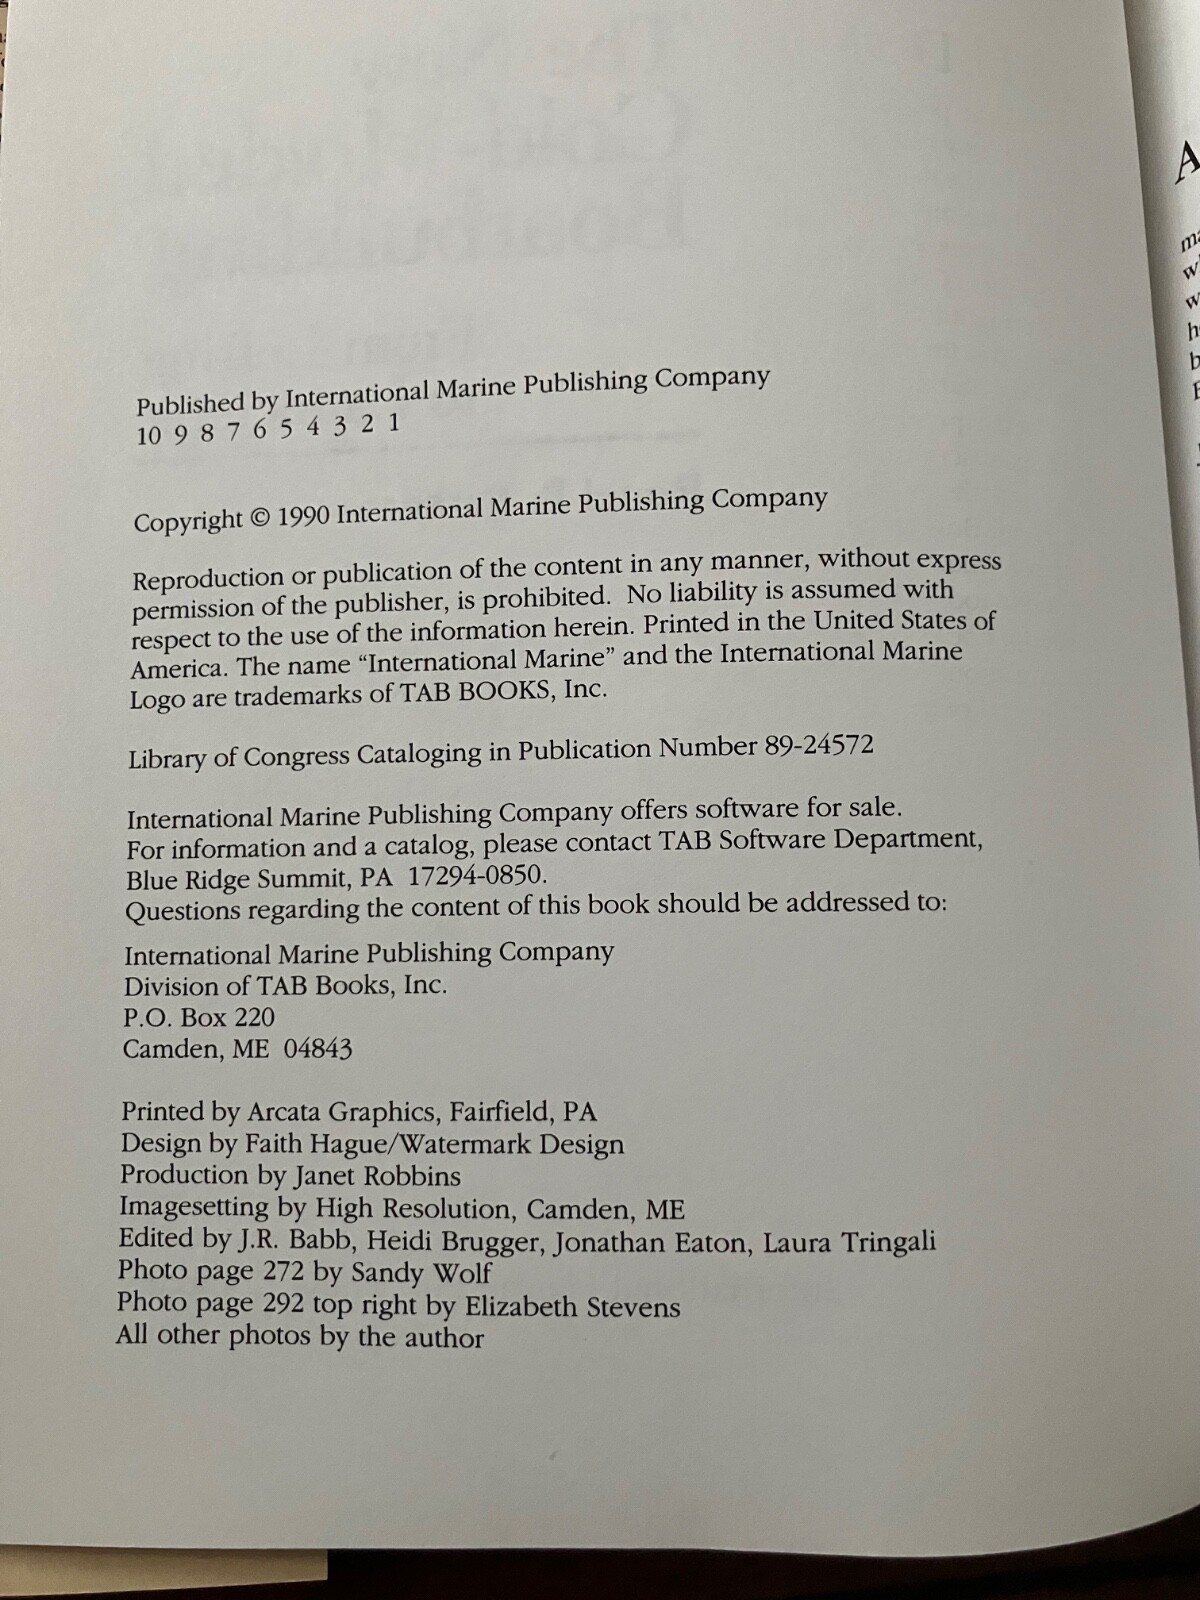 Published by International Marine Publishing Company
10 9 8 7 6 5 4 3 2 1
Copyright © 1990 International Marine Publishing Company
Reproduction or publication of the content in any manner, without express
permission of the publisher, is prohibited. No liability is assumed with
respect to the use of the information herein. Printed in the United States of
America. The name “International Marine” and the International Marine
Logo are trademarks of TAB BOOKS, Inc.
Library of Congress Cataloging in Publication Number 89-24572
International Marine Publishing Company offers software for sale.
For information and a catalog, please contact TAB Software Department,
Blue Ridge Summit, PA 17294-0850.
Questions regarding the content of this book should be addressed to:
International Marine Publishing Company
Division of TAB Books, Inc.
P.O. Box 220
Camden, ME 04843
Printed by Arcata Graphics, Fairfield, PA
Design by Faith Hague/Watermark Design
Production by Janet Robbins
Imagesetting by High Resolution, Camden, ME
Edited by J.R. Babb, Heidi Brugger, Jonathan Eaton, Laura Tringali
Photo page 272 by Sandy Wolf
Photo page 292 top right by Elizabeth Stevens
All other photos by the author